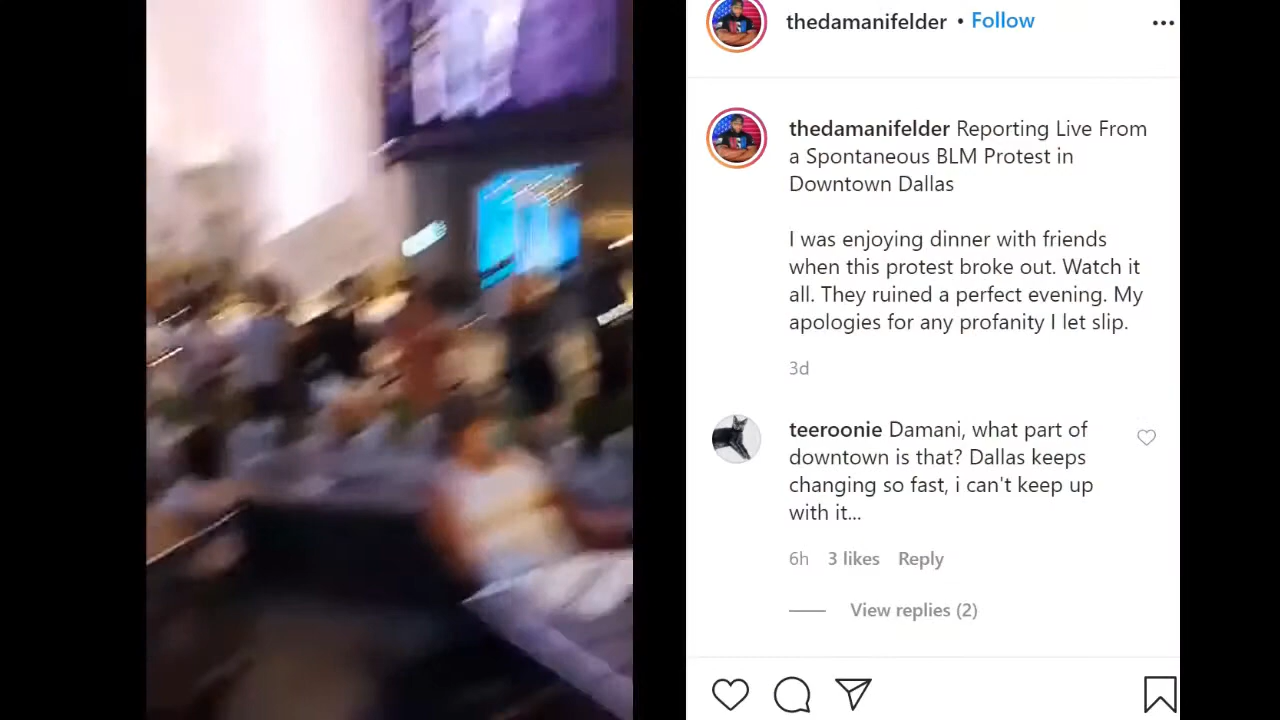 thedamanifelder • Follow
thedamanifelder Reporting Live From
a Spontaneous BLM Protest in
Downtown Dallas
I was enjoying dinner with friends
when this protest broke out. Watch it
all. They ruined a perfect evening. My
apologies for any profanity I let slip.
3d
teeroonie Damani, what part of
downtown is that? Dallas keeps
changing so fast, i can't keep up
with it...
6h 3 likes Reply
View replies (2)